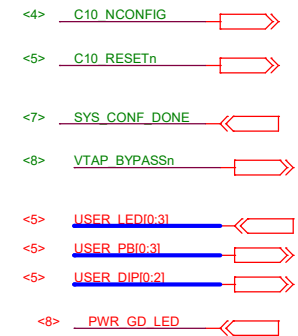 <4> C10_NCONFIG
<5> C10_RESETn
<7> SYS_CONF_DONE
<8> VTAP_BYPASSn
<5> USER_LED[0:3]
<5> USER_PB[0:3]
<5> USER_DIP[0:2]
<8> PWR_GD_LED